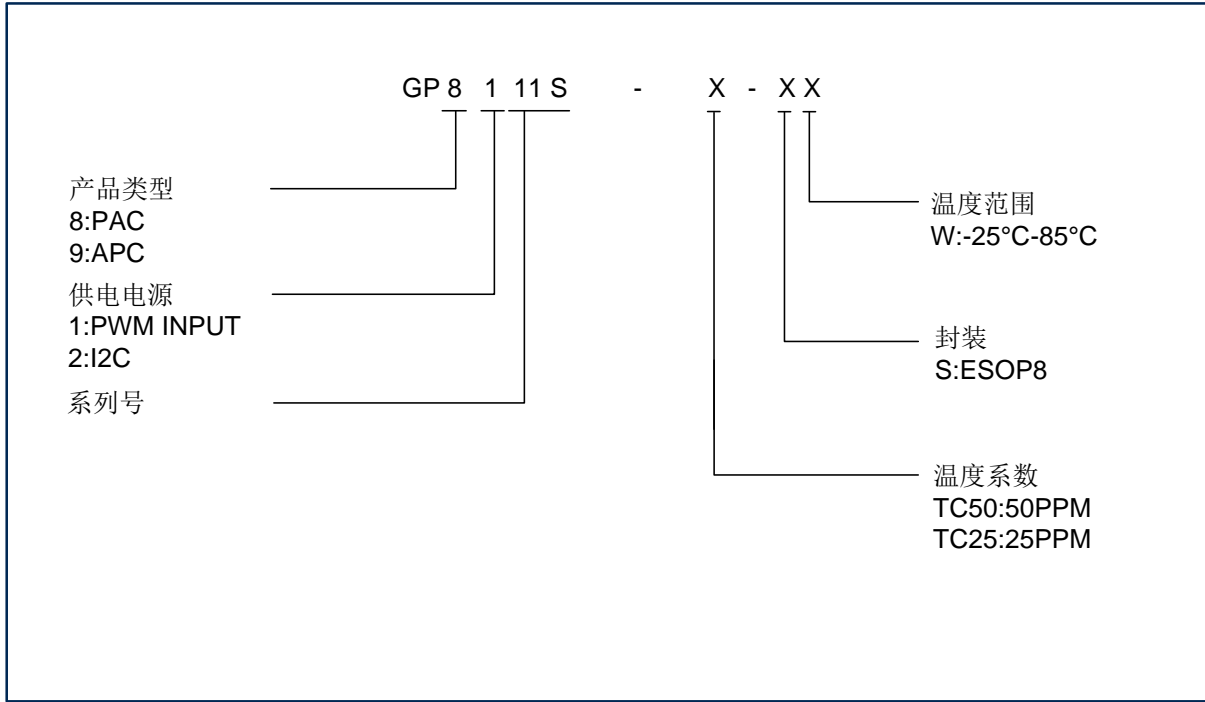 GP 8 1 11 S - X - X X
产品类型
8:PAC
9:APC
供电电源
1:PWM INPUT
2:I2C
系列号
温度范围
W:-25°C-85°C
封装
S:ESOP8
温度系数
TC50:50PPM
TC25:25PPM